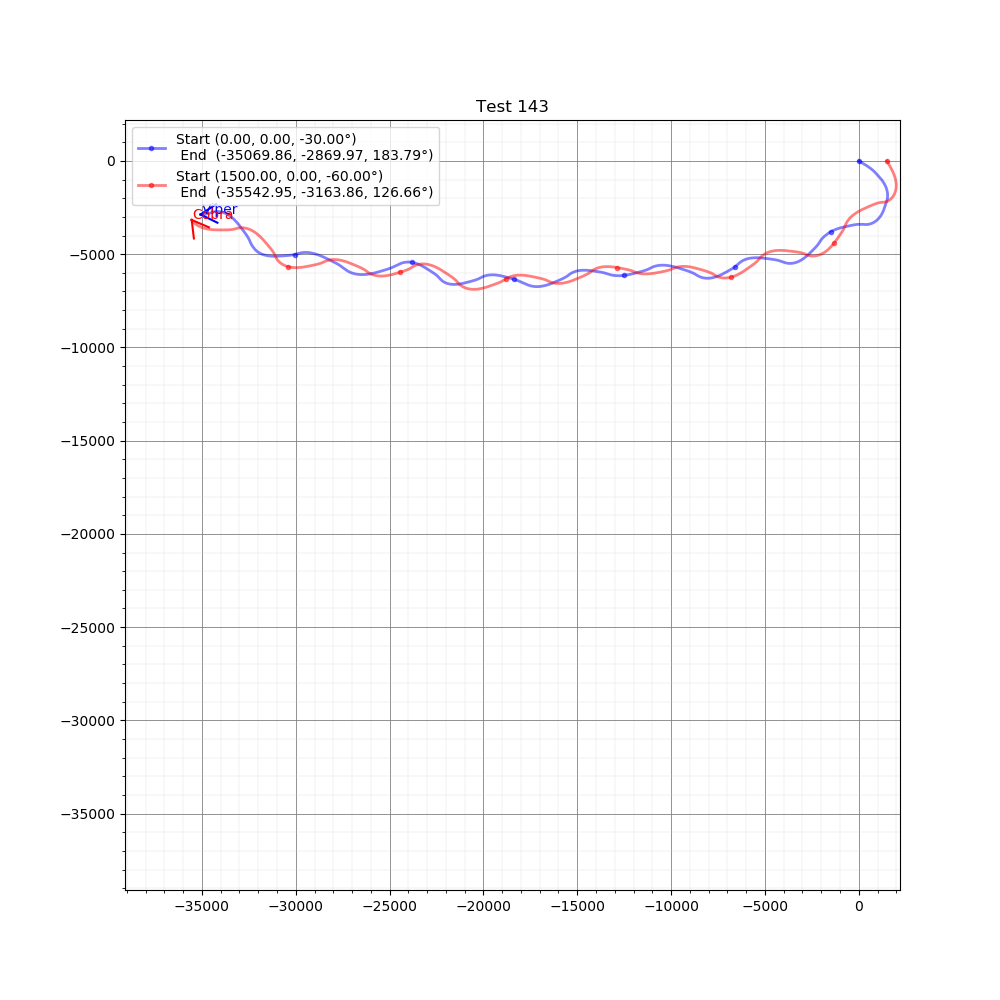 Test 143
Start (0.00, 0.00, -30.00°)
End (-35069.86, -2869.97, 183.79°)
Start (1500.00, 0.00, -60.00°)
End (-35542.95, -3163.86, 126.66°)
Viper
Cobra
0
−5000
−10000
−15000
−20000
−25000
−30000
−35000
−35000 −30000 −25000 −20000 −15000 −10000 −5000 0